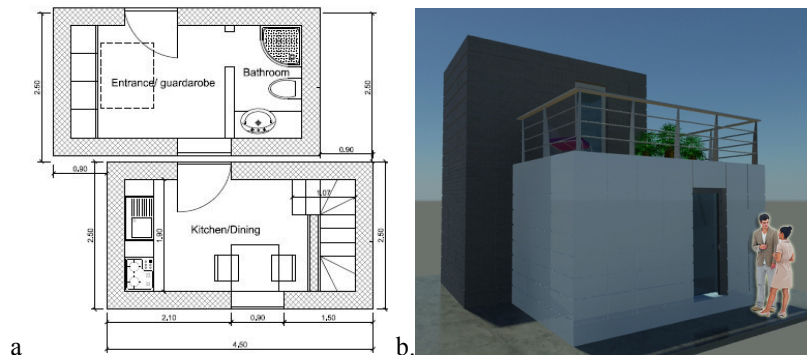 2,50
2,50
Entrance/ guardarobe
Bathroom
0.90
0,90
2,50
2,50
1,07
1,90
Kitchen/Dining
2,10
0,90
1,50
4,50
a
b.